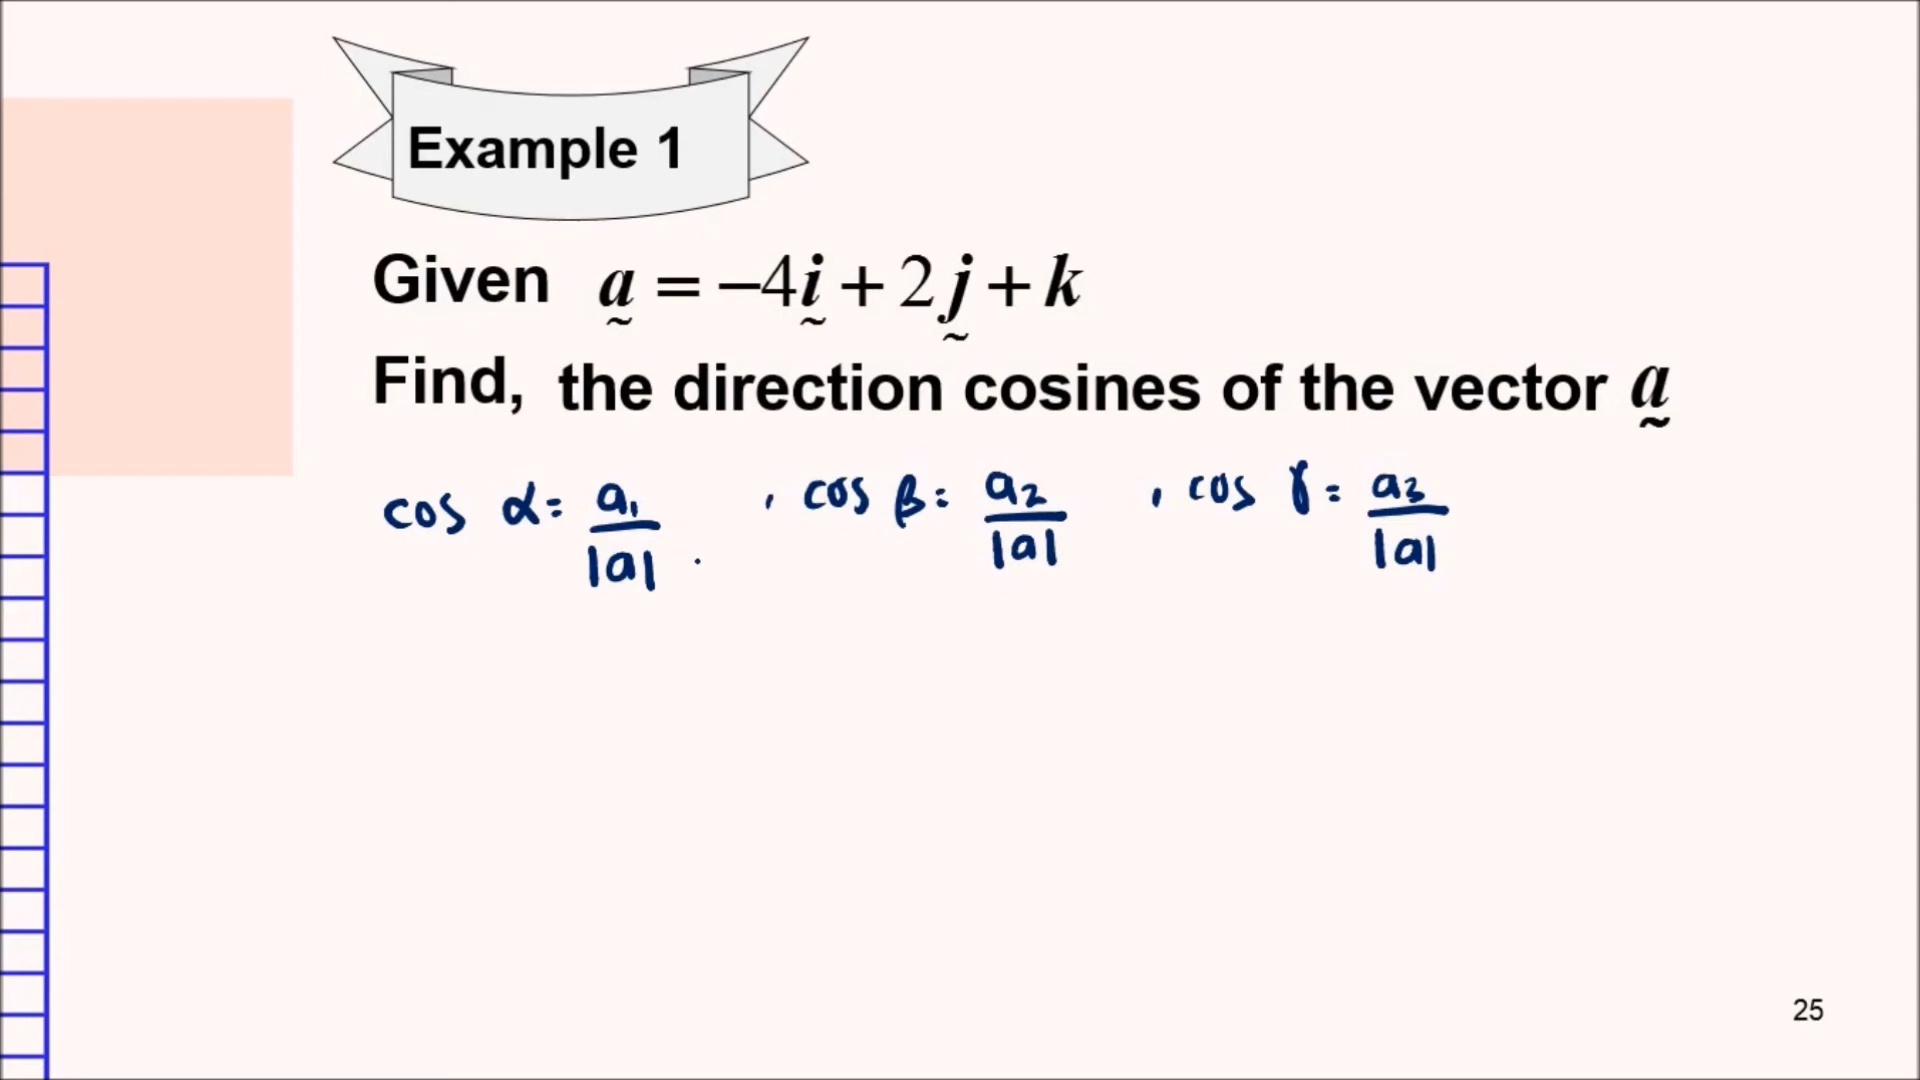 Example 1
Given a = −4i + 2j + k
Find, the direction cosines of the vector a
cos α = a₁/|a| , cos β = a₂/|a| , cos γ = a₃/|a|
25